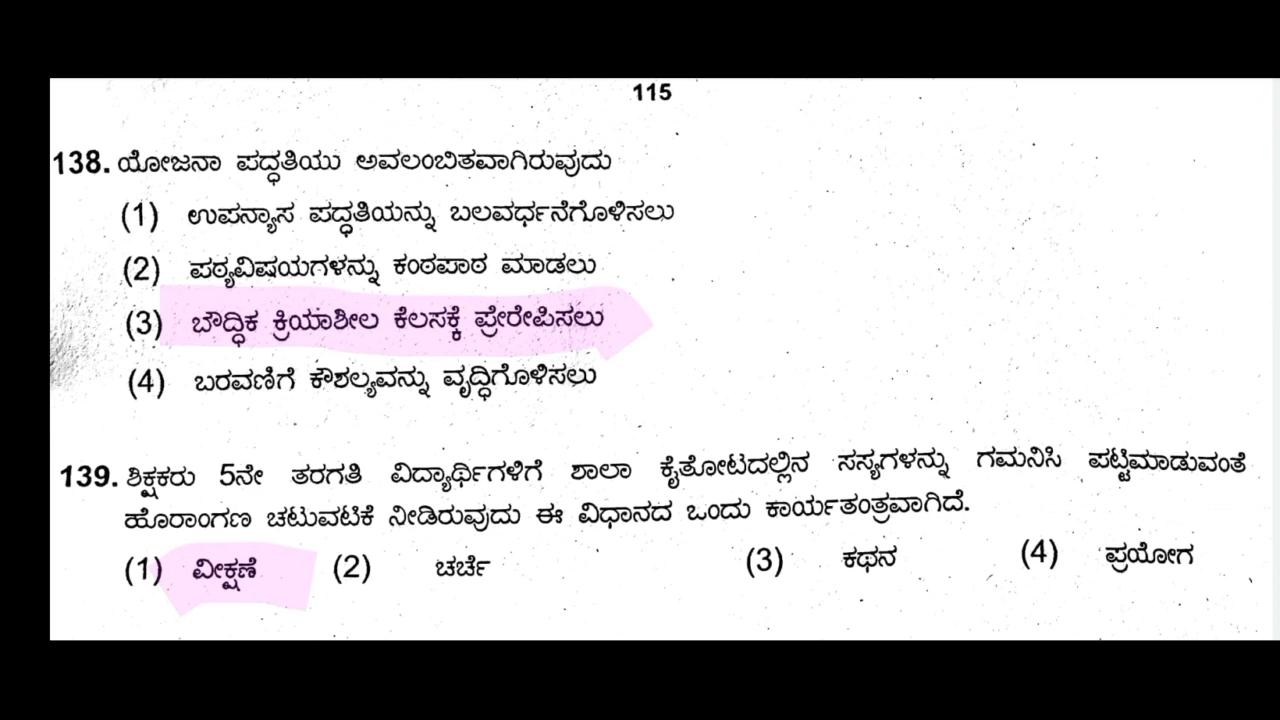 115
138. ಯೋಜನಾ ಪದ್ಧತಿಯು ಅವಲಂಬಿತವಾಗಿರುವುದು
(1) ಉಪನ್ಯಾಸ ಪದ್ಧತಿಯನ್ನು ಬಲವರ್ಧನೆಗೊಳಿಸಲು
(2) ಪಠ್ಯವಿಷಯಗಳನ್ನು ಕಂಠಪಾಠ ಮಾಡಲು
(3) ಬೌದ್ಧಿಕ ಕ್ರಿಯಾಶೀಲ ಕೆಲಸಕ್ಕೆ ಪ್ರೇರೇಪಿಸಲು
(4) ಬರವಣಿಗೆ ಕೌಶಲ್ಯವನ್ನು ವೃದ್ಧಿಗೊಳಿಸಲು
139. ಶಿಕ್ಷಕರು 5ನೇ ತರಗತಿ ವಿದ್ಯಾರ್ಥಿಗಳಿಗೆ ಶಾಲಾ ಕೈತೋಟದಲ್ಲಿನ ಸಸ್ಯಗಳನ್ನು ಗಮನಿಸಿ ಪಟ್ಟಿಮಾಡುವಂತೆ
ಹೊರಾಂಗಣ ಚಟುವಟಿಕೆ ನೀಡಿರುವುದು ಈ ವಿಧಾನದ ಒಂದು ಕಾರ್ಯತಂತ್ರವಾಗಿದೆ.
(1) ವೀಕ್ಷಣೆ (2) ಚರ್ಚೆ (3) ಕಥನ (4) ಪ್ರಯೋಗ